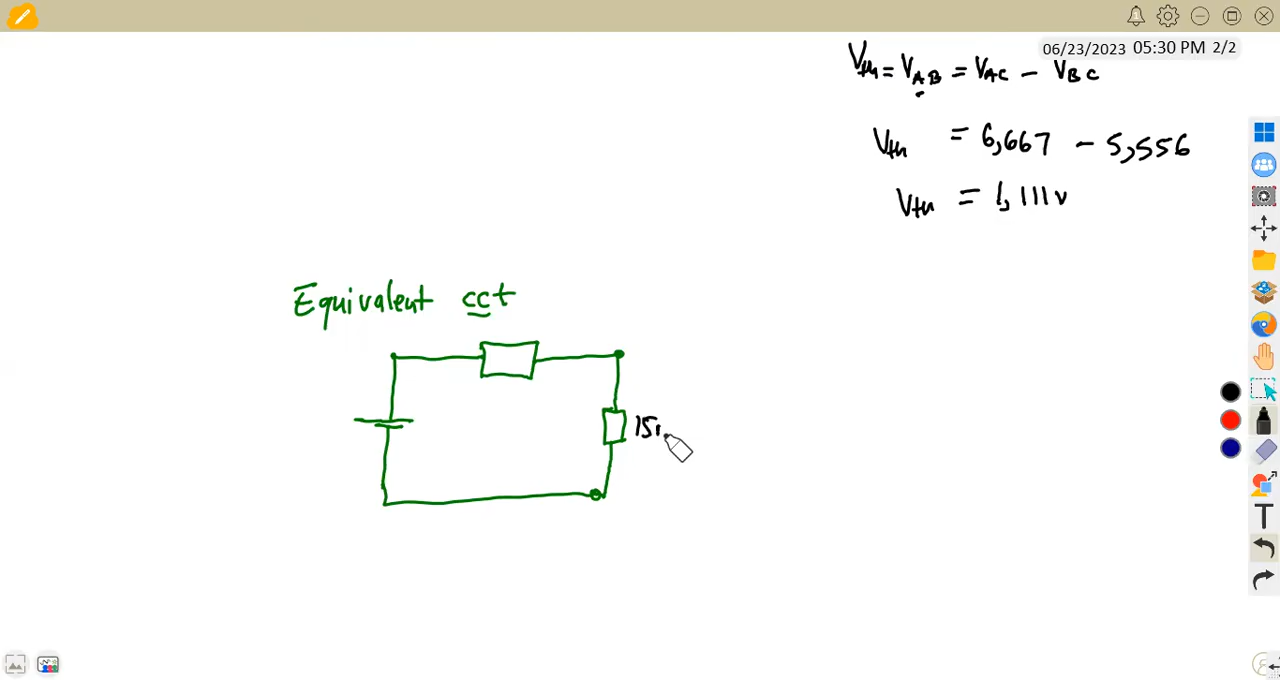 06/23/2023 05:30 PM 2/2
Vth = VAB = VAC - VBC
Vth = 6,667 - 5,556
Vth = 1,111v
Equivalent cct
T